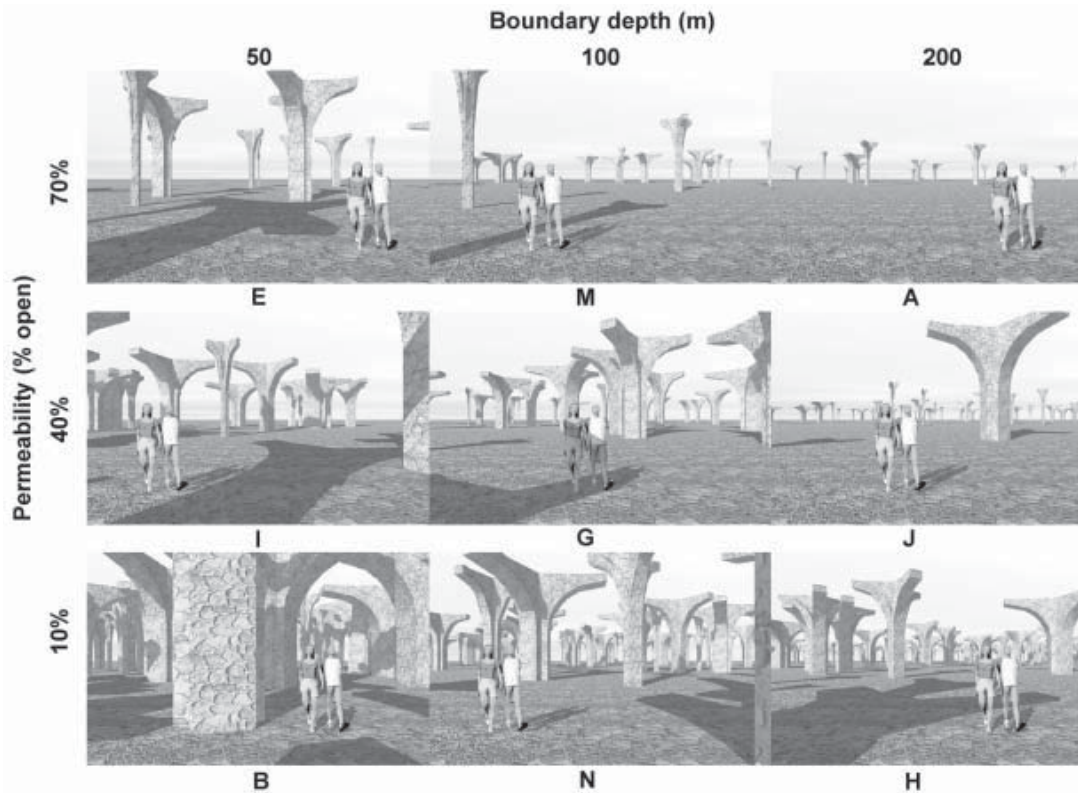 Boundary depth (m)
50 100 200
Permeability (% open)
70%
E M A
40%
I G J
10%
B N H